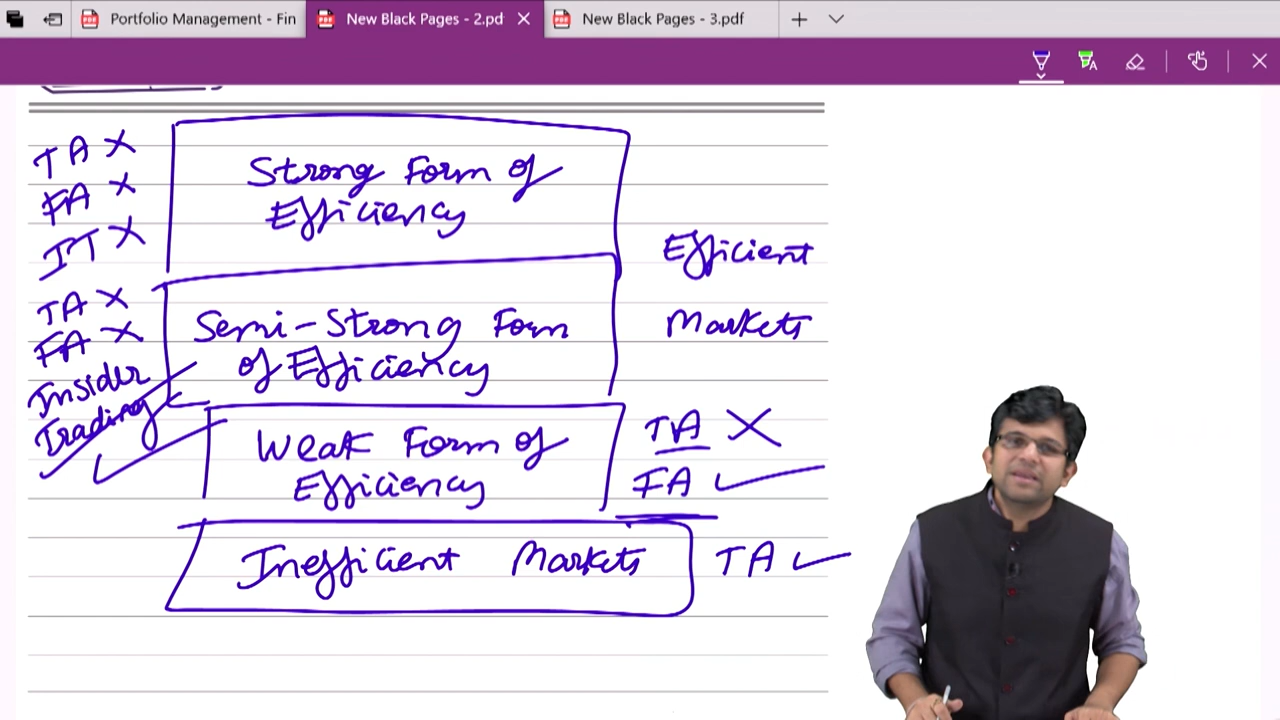 Portfolio Management - Fin
New Black Pages - 2.pd
New Black Pages - 3.pdf
TA X
FA X
IT X
Strong Form of
Efficiency
Efficient
Markets
TA X
FA X
Insider
Trading ✓
Semi-Strong Form
of Efficiency
Weak Form of
Efficiency
TA X
FA ✓
Inefficient Markets
TA ✓